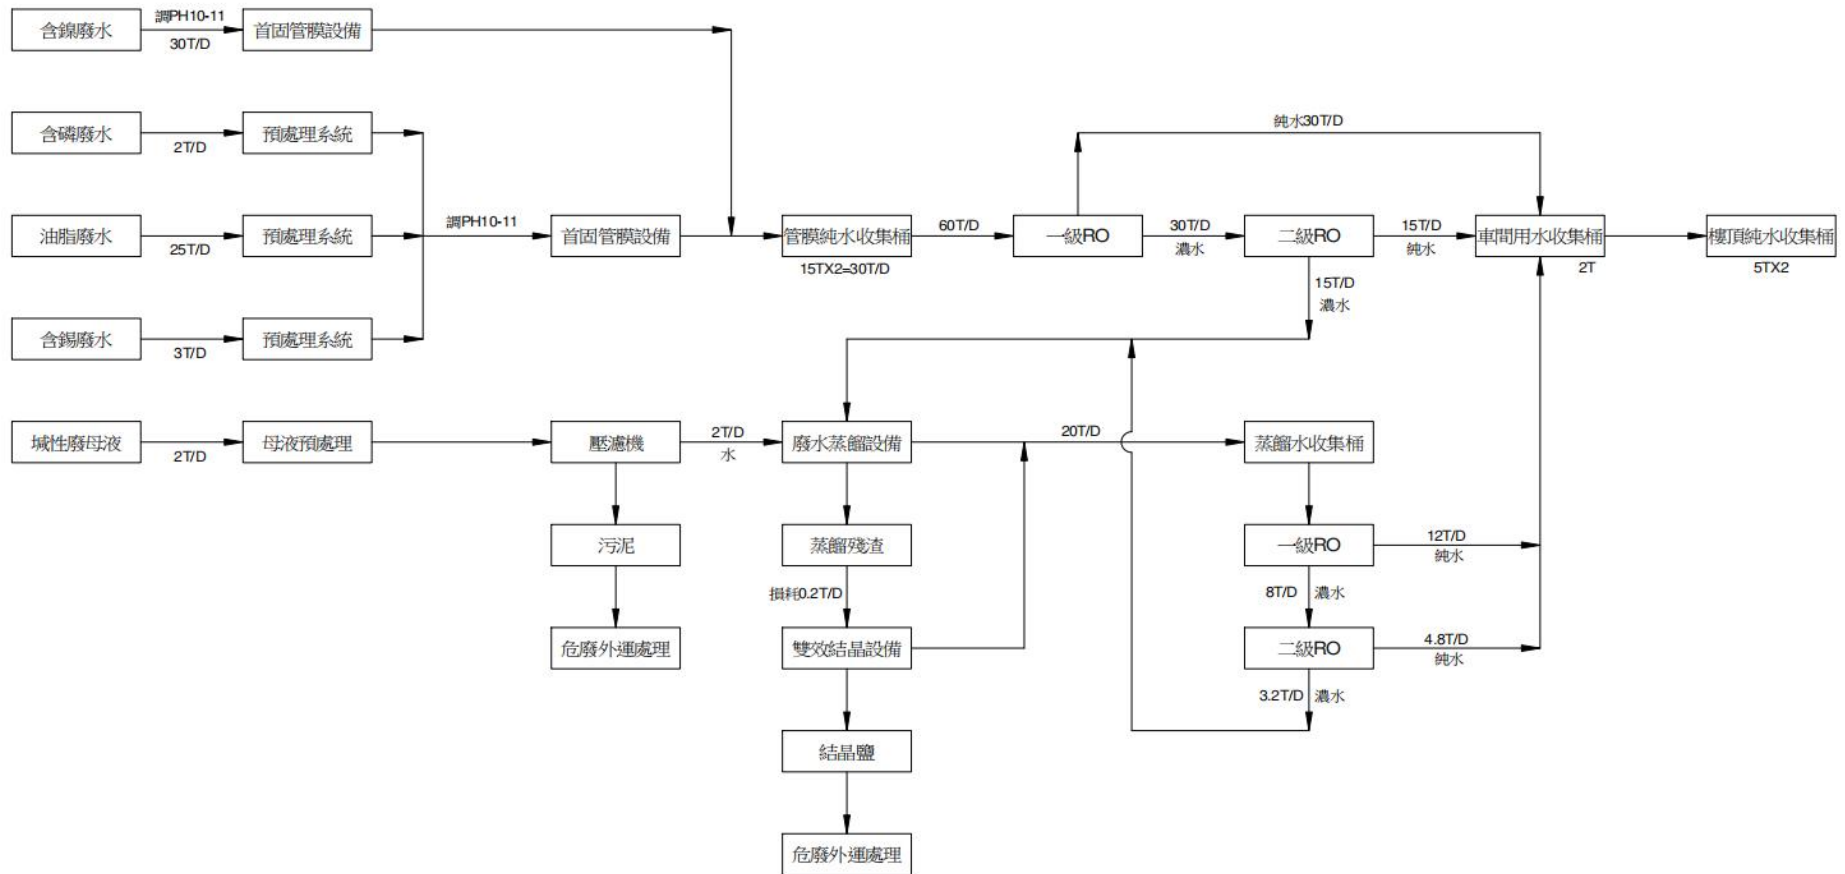 含鎳廢水
調PH10-11
30T/D
首固管膜設備
含磷廢水
2T/D
預處理系統
純水30T/D
油脂廢水
25T/D
預處理系統
調PH10-11
首固管膜設備
管膜純水收集桶
15TX2=30T/D
60T/D
一級RO
30T/D
濃水
二級RO
15T/D
純水
車間用水收集桶
2T
樓頂純水收集桶
5TX2
15T/D
濃水
含錫廢水
3T/D
預處理系統
堿性廢母液
2T/D
母液預處理
壓濾機
2T/D
水
廢水蒸餾設備
20T/D
蒸餾水收集桶
污泥
蒸餾殘渣
一級RO
12T/D
純水
損耗0.2T/D
8T/D
濃水
危廢外運處理
雙效結晶設備
二級RO
4.8T/D
純水
3.2T/D
濃水
結晶鹽
危廢外運處理